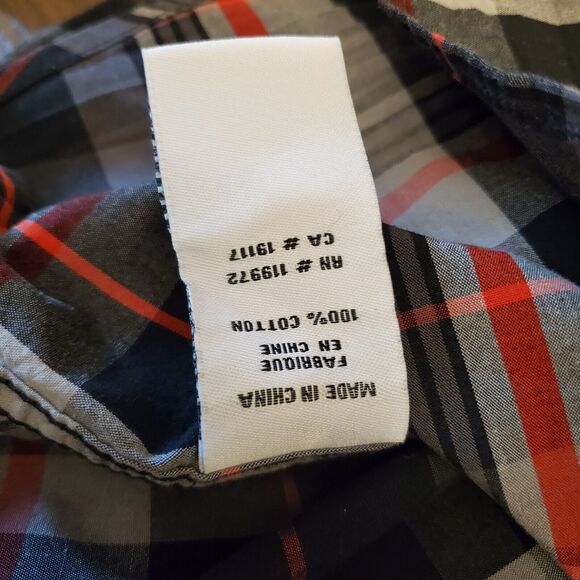 MADE IN CHINA
FABRIQUE
EN CHINE
100% COTTON
RN # 119972
CA # 19117